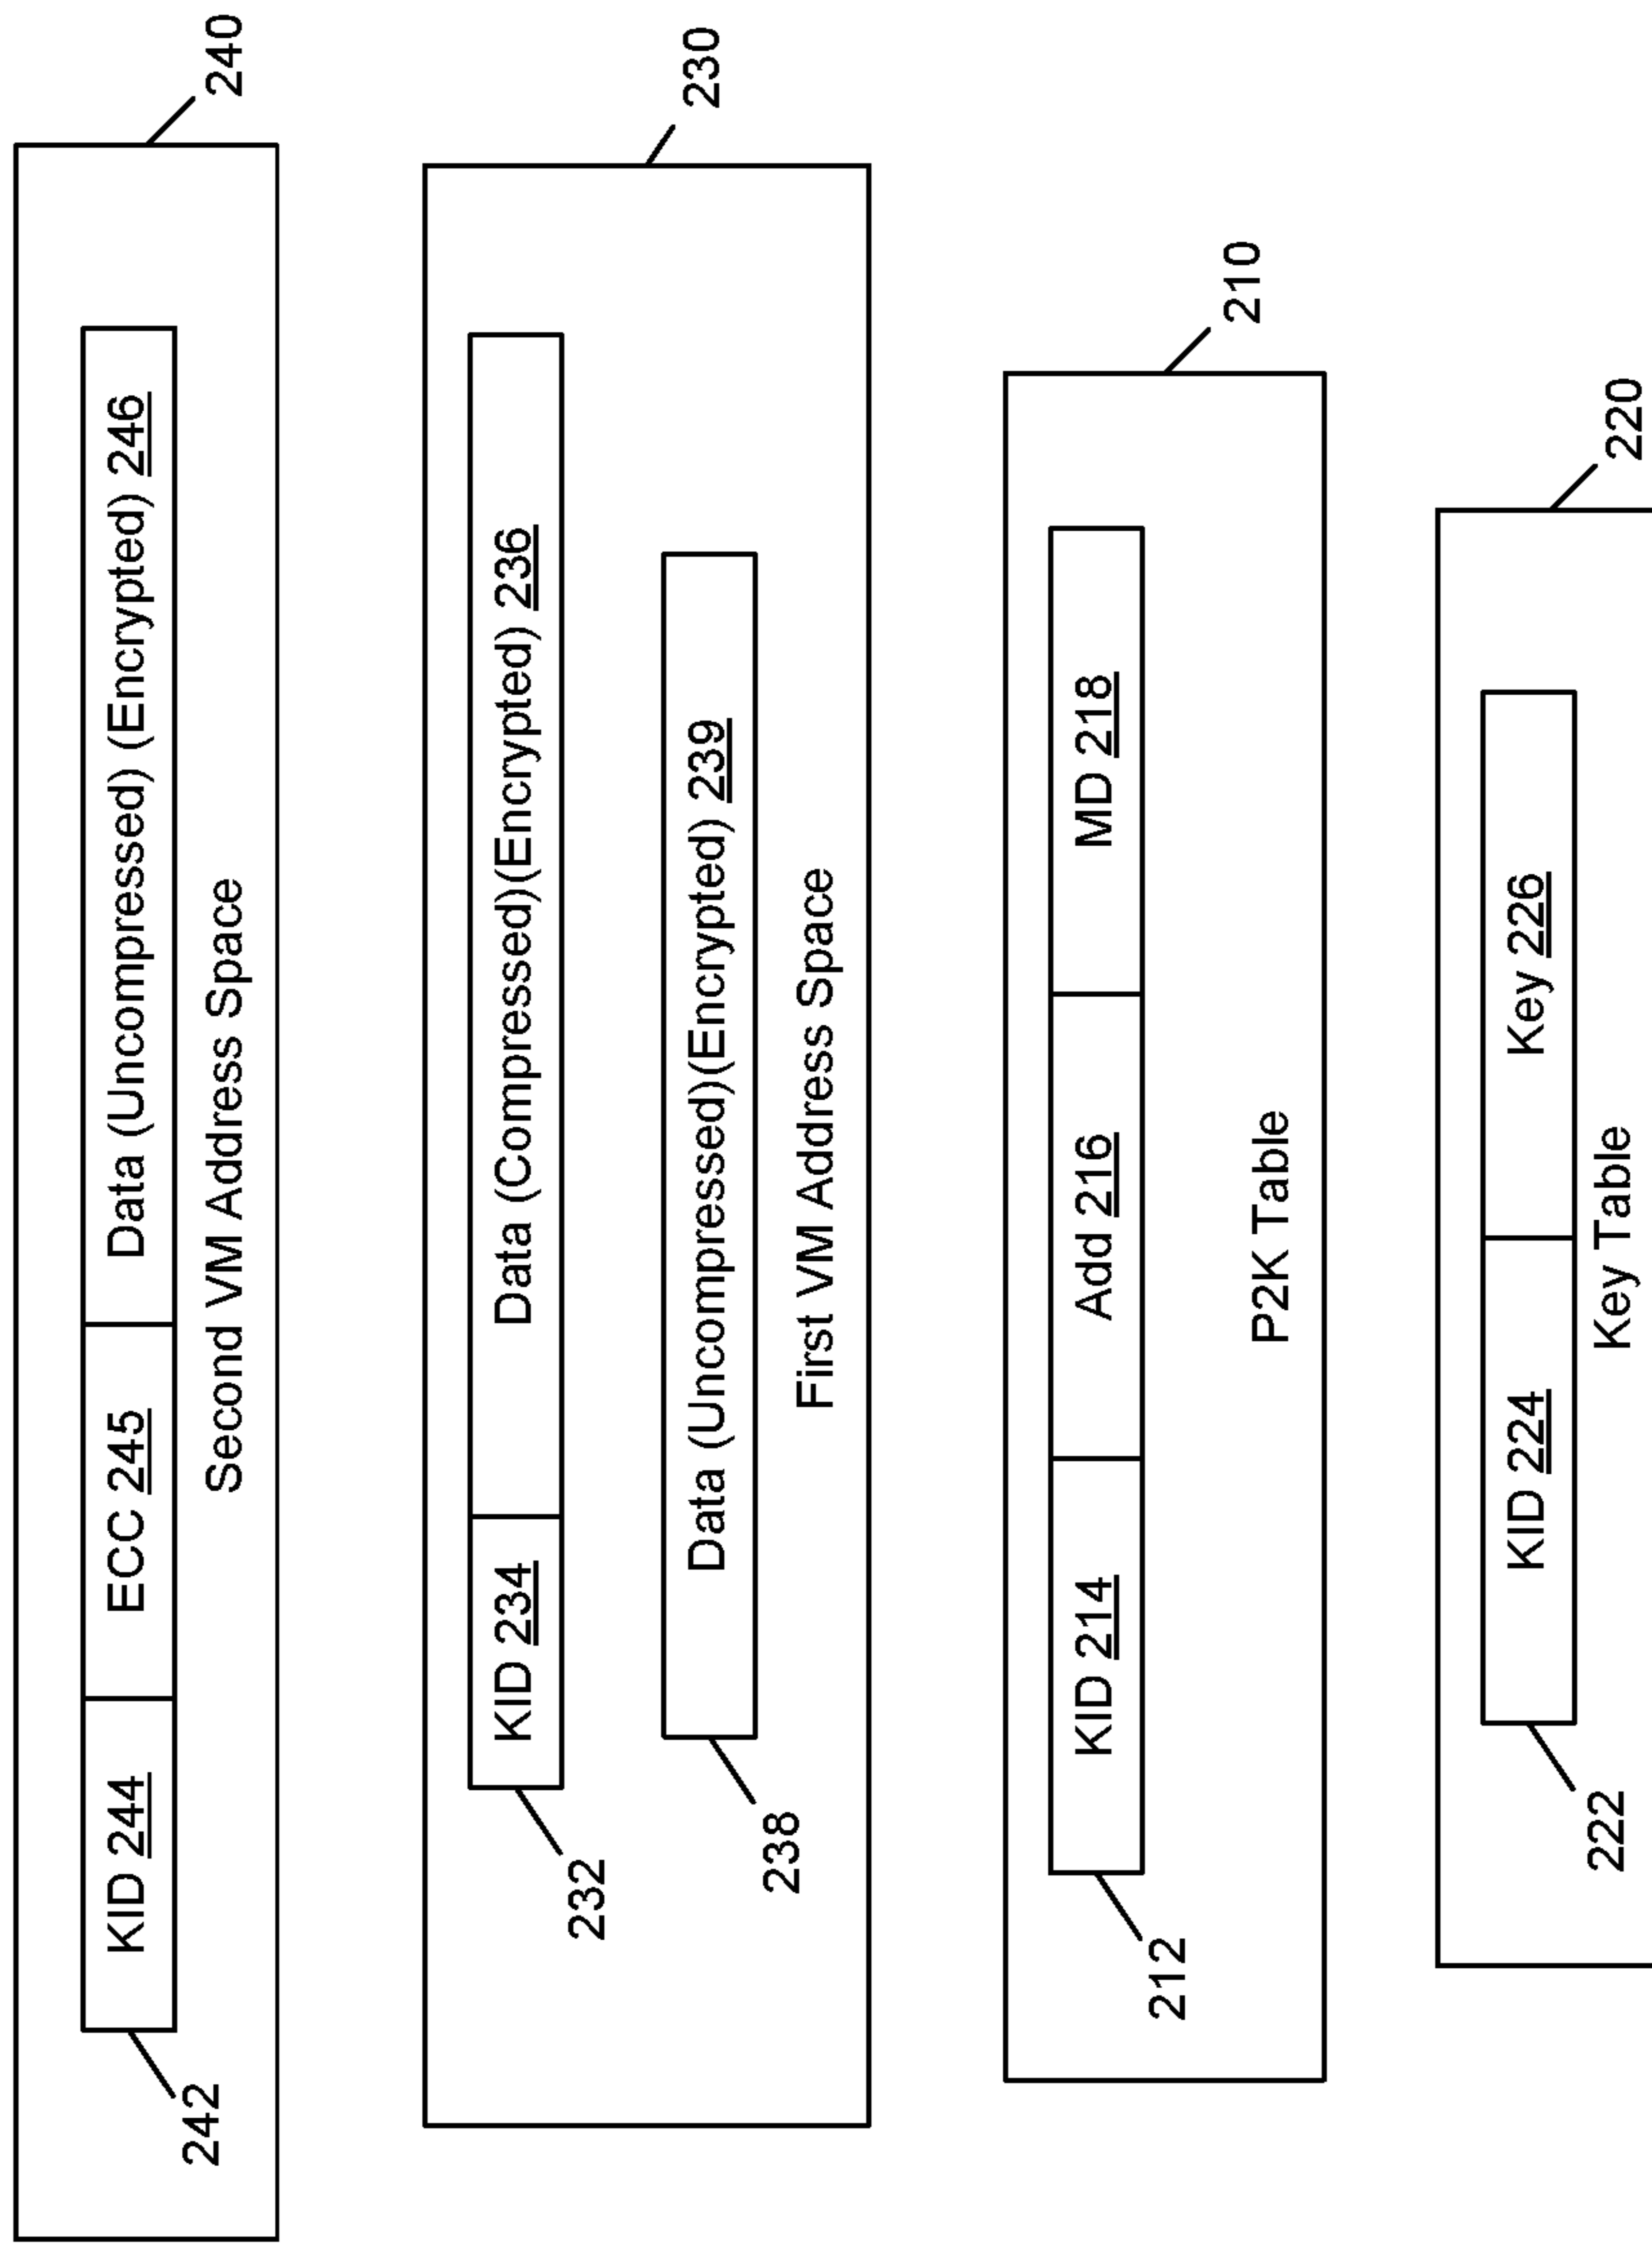 240
KID 244 ECC 245 Data (Uncompressed) (Encrypted) 246
242
Second VM Address Space
230
KID 234 Data (Compressed)(Encrypted) 236
232
Data (Uncompressed)(Encrypted) 239
238
First VM Address Space
210
KID 214 Add 216 MD 218
212
P2K Table
220
KID 224 Key 226
222
Key Table